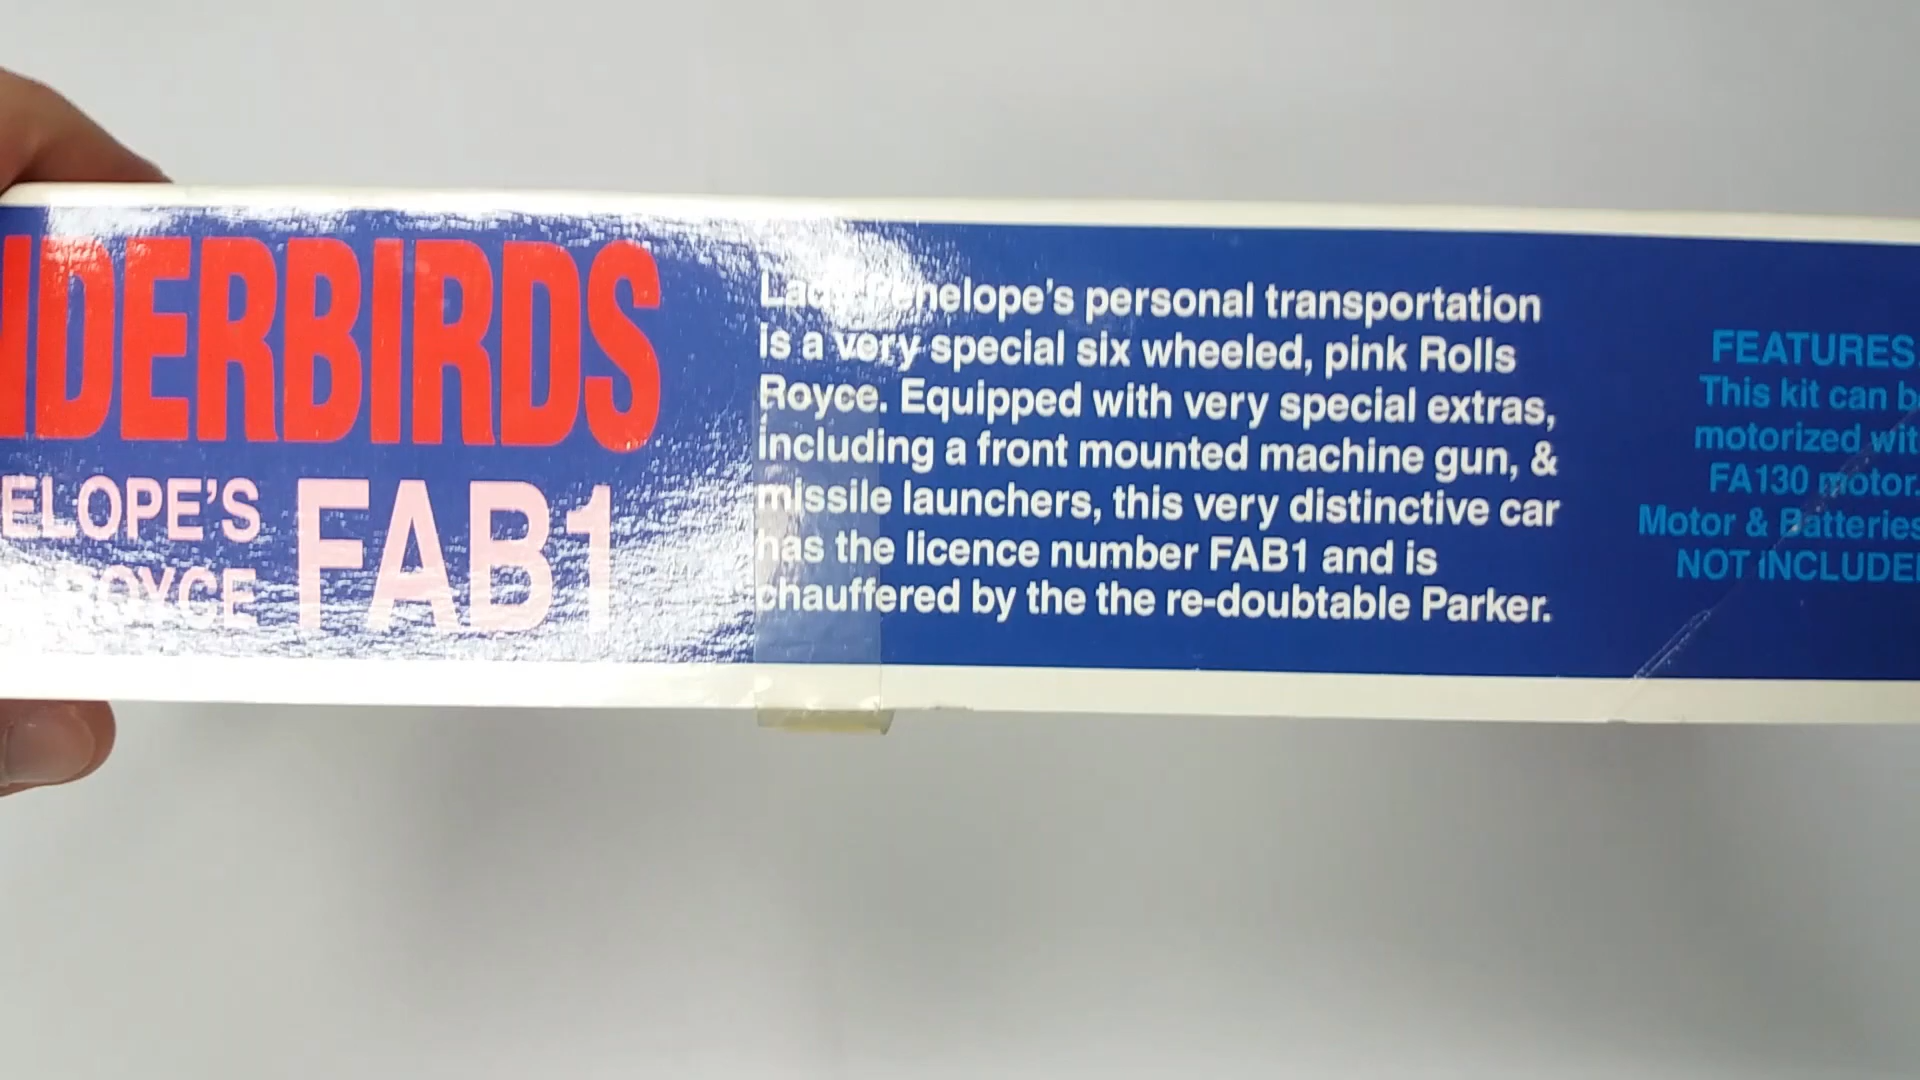 NDERBIRDS
ELOPE'S FAB1
ROYCE
Lady Penelope's personal transportation
is a very special six wheeled, pink Rolls
Royce. Equipped with very special extras,
including a front mounted machine gun, &
missile launchers, this very distinctive car
has the licence number FAB1 and is
chauffered by the the re-doubtable Parker.
FEATURES
This kit can b
motorized wit
FA130 motor.
Motor & Batteries
NOT INCLUDE